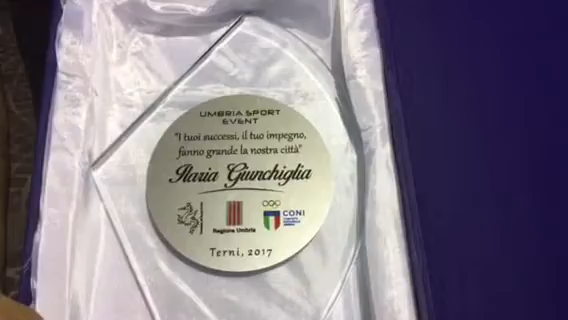 UMBRIA SPORT
EVENT
"I tuoi successi, il tuo impegno,
fanno grande la nostra città"
Ilaria Giunchiglia
Regione Umbria
CONI
Terni, 2017